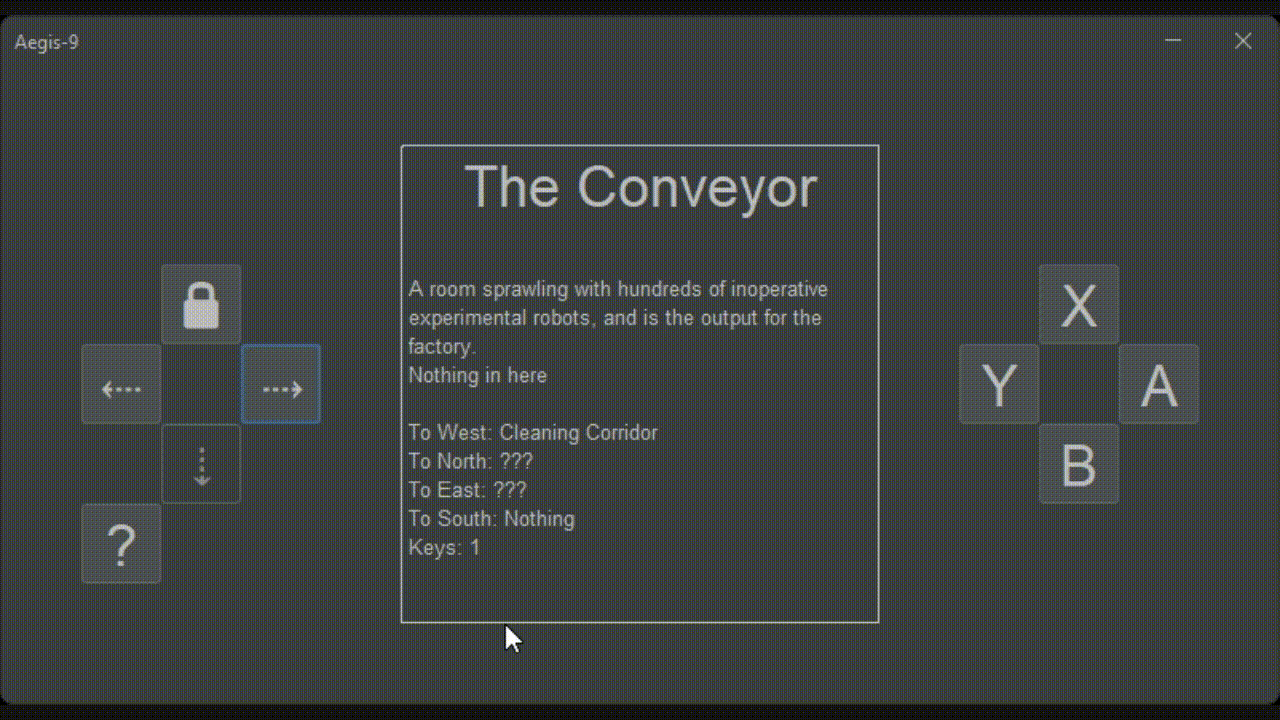 Aegis-9
The Conveyor
A room sprawling with hundreds of inoperative
experimental robots, and is the output for the
factory.
Nothing in here
To West: Cleaning Corridor
To North: ???
To East: ???
To South: Nothing
Keys: 1
?
X
Y
A
B